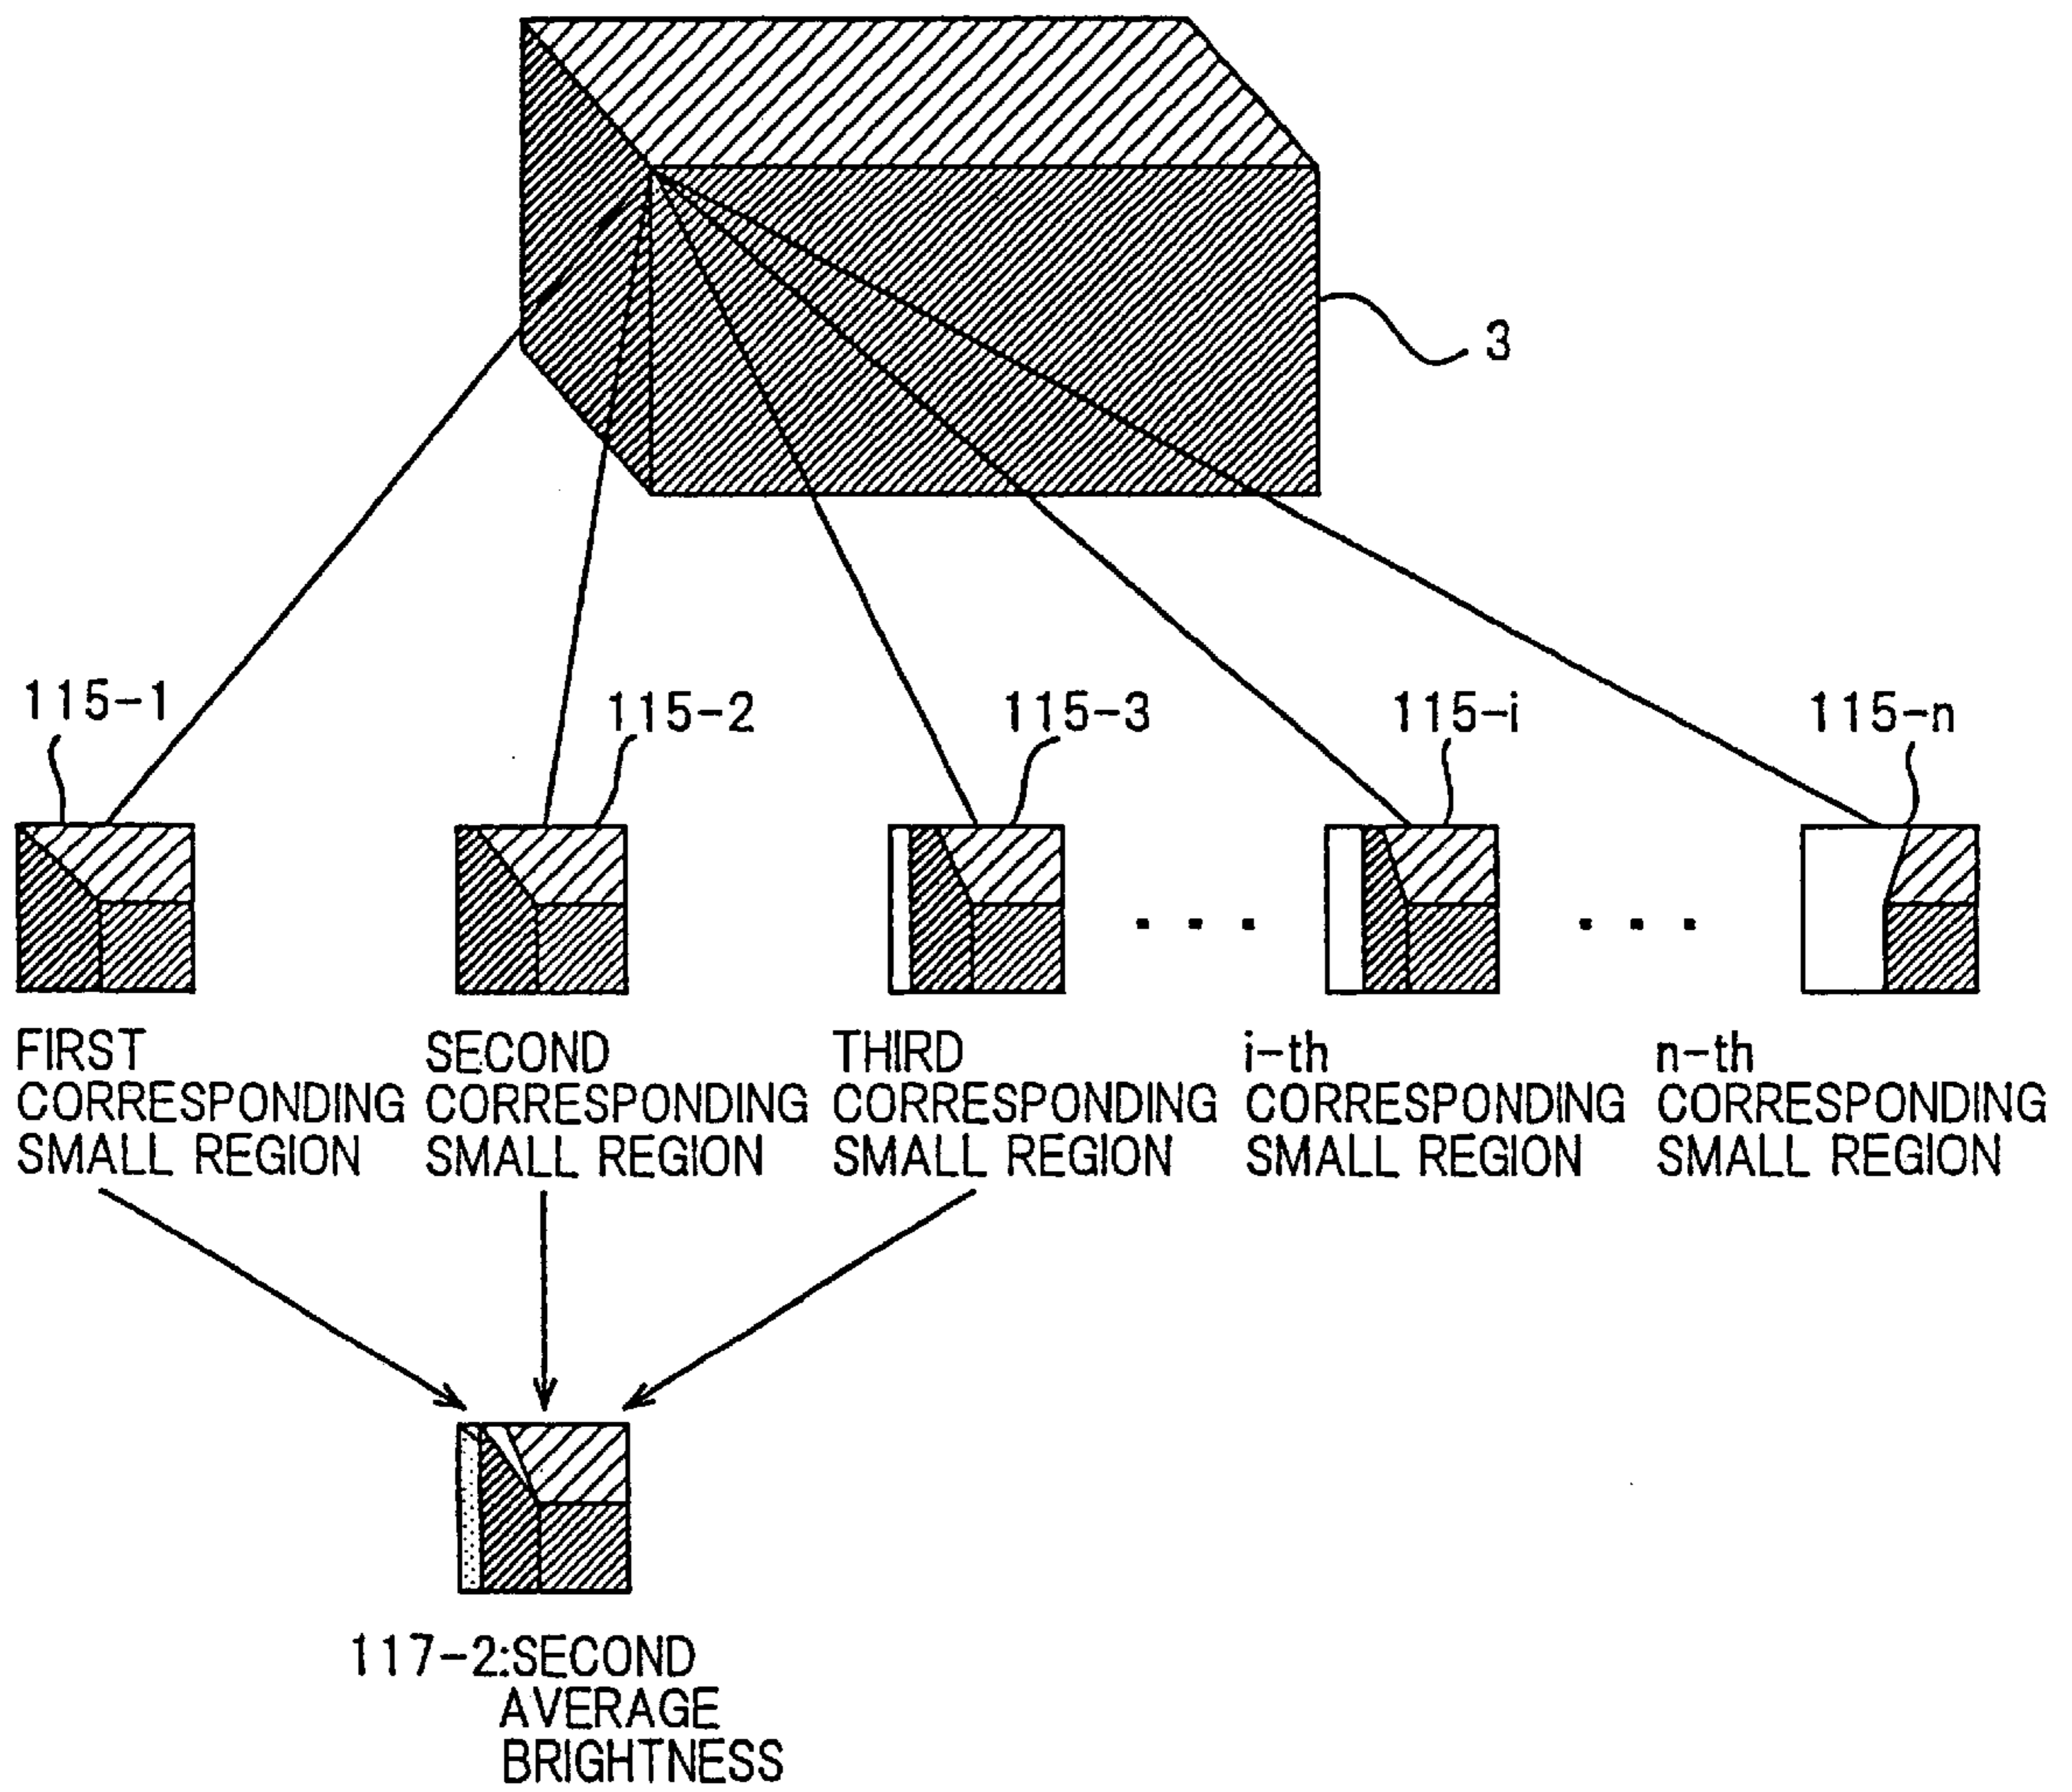 3
115-1
115-2
115-3
115-i
115-n
FIRST
CORRESPONDING
SMALL REGION
SECOND
CORRESPONDING
SMALL REGION
THIRD
CORRESPONDING
SMALL REGION
i-th
CORRESPONDING
SMALL REGION
n-th
CORRESPONDING
SMALL REGION
117-2:SECOND
AVERAGE
BRIGHTNESS